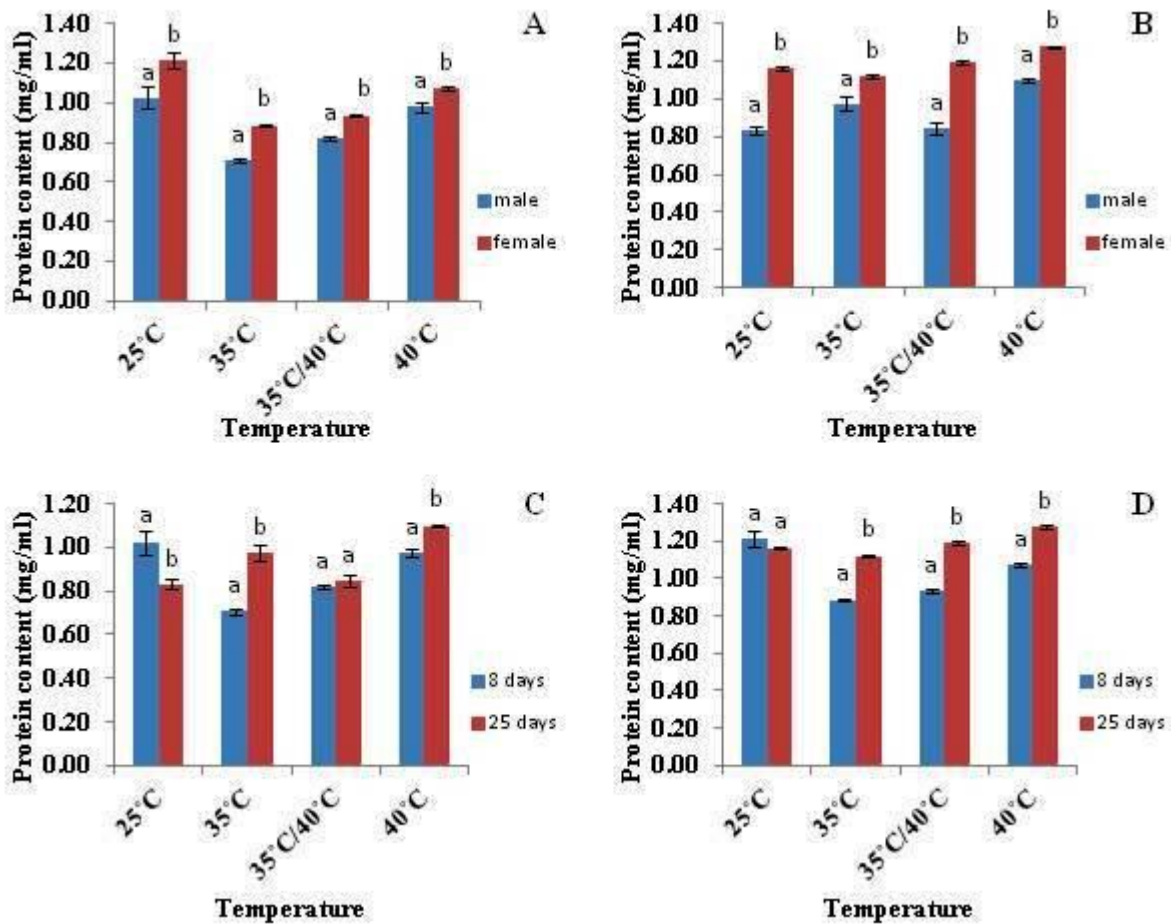 A
Protein content (mg/ml)
1.40
1.20
1.00
0.80
0.60
0.40
0.20
0.00
a b
a b
a b
a b
male
female
25˚C 35˚C 35˚C/40˚C 40˚C
Temperature
B
Protein content (mg/ml)
1.40
1.20
1.00
0.80
0.60
0.40
0.20
0.00
a b
a b
a b
a b
male
female
25˚C 35˚C 35˚C/40˚C 40˚C
Temperature
C
Protein content (mg/ml)
1.20
1.00
0.80
0.60
0.40
0.20
0.00
a b
a b
a a
a b
8 days
25 days
25˚C 35˚C 35˚C/40˚C 40˚C
Temperature
D
Protein content (mg/ml)
1.40
1.20
1.00
0.80
0.60
0.40
0.20
0.00
a a
a b
a b
a b
8 days
25 days
25˚C 35˚C 35˚C/40˚C 40˚C
Temperature